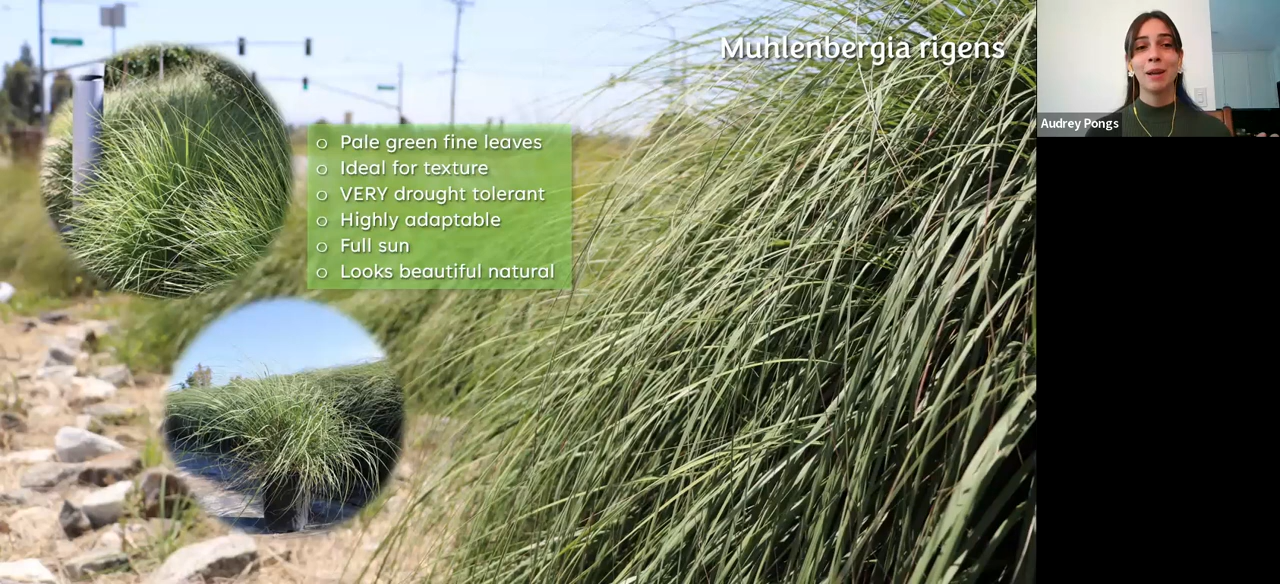 Muhlenbergia rigens
Audrey Pongs
o Pale green fine leaves
o Ideal for texture
o VERY drought tolerant
o Highly adaptable
o Full sun
o Looks beautiful natural